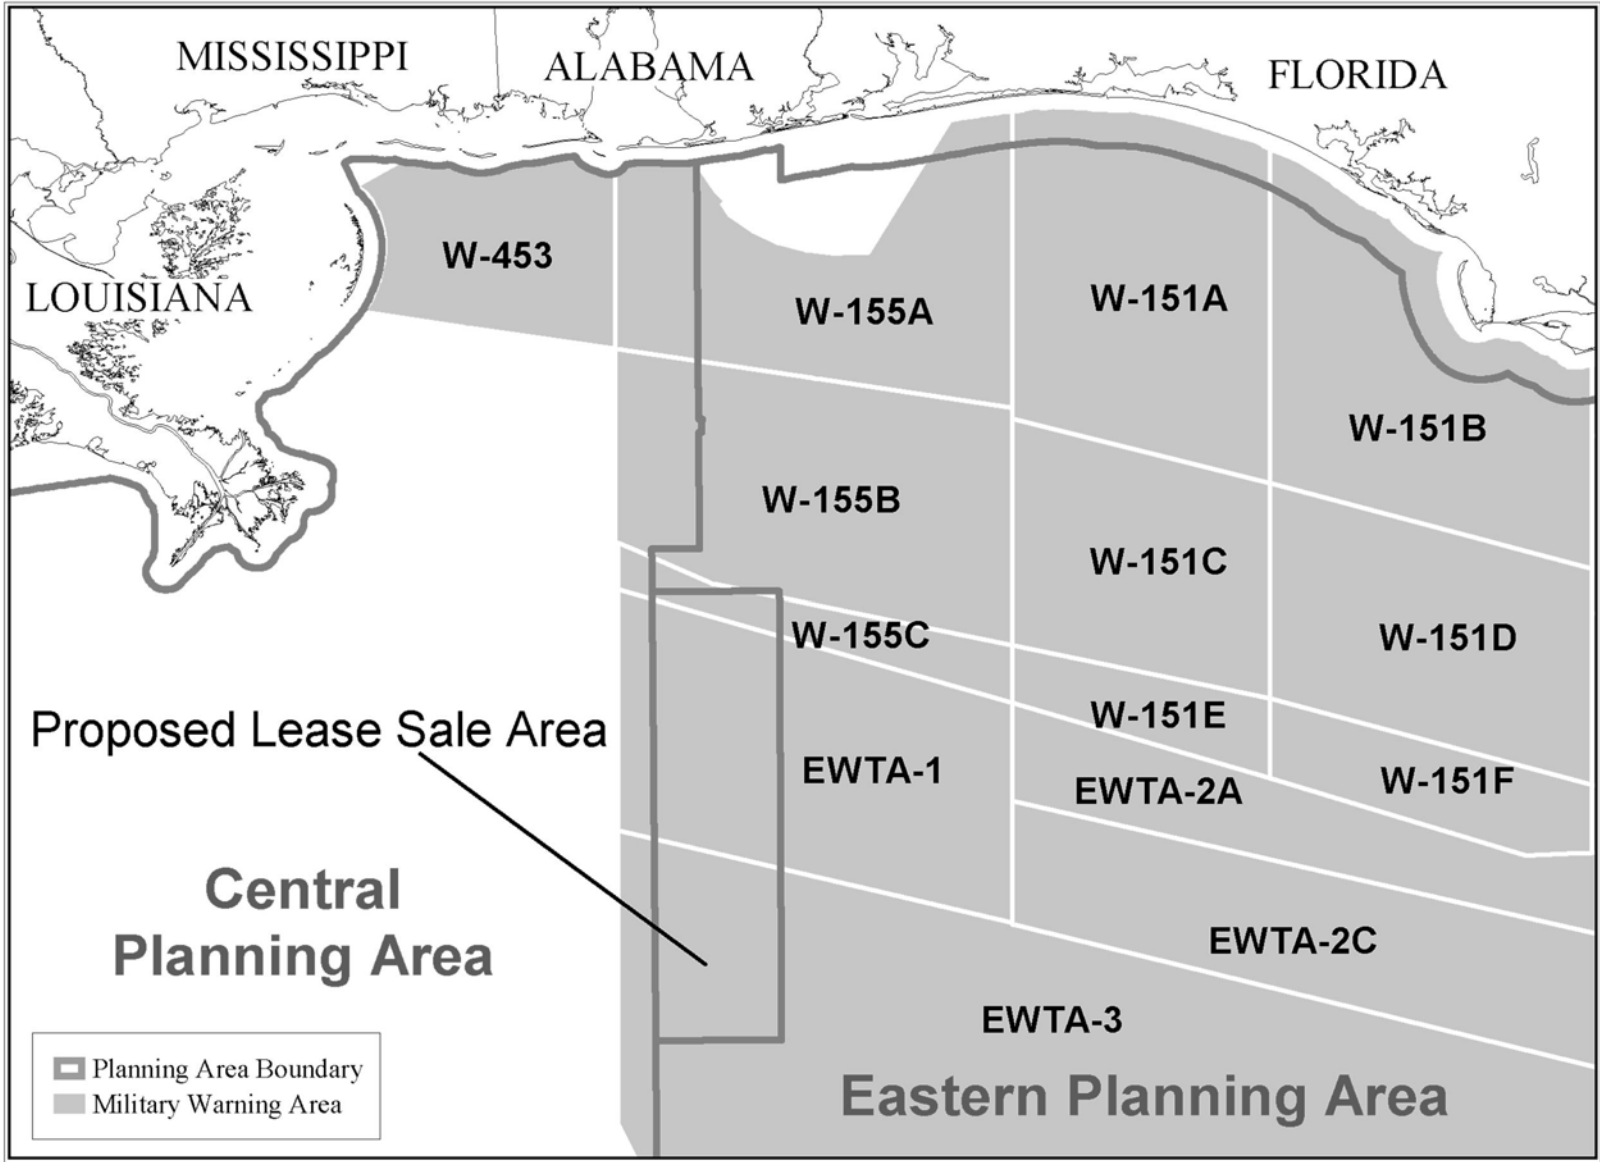 MISSISSIPPI
ALABAMA
FLORIDA
LOUISIANA
W-453
W-155A
W-151A
W-151B
W-155B
W-151C
W-155C
W-151D
W-151E
Proposed Lease Sale Area
EWTA-1
EWTA-2A
W-151F
Central
Planning Area
EWTA-2C
EWTA-3
Eastern Planning Area
Planning Area Boundary
Military Warning Area